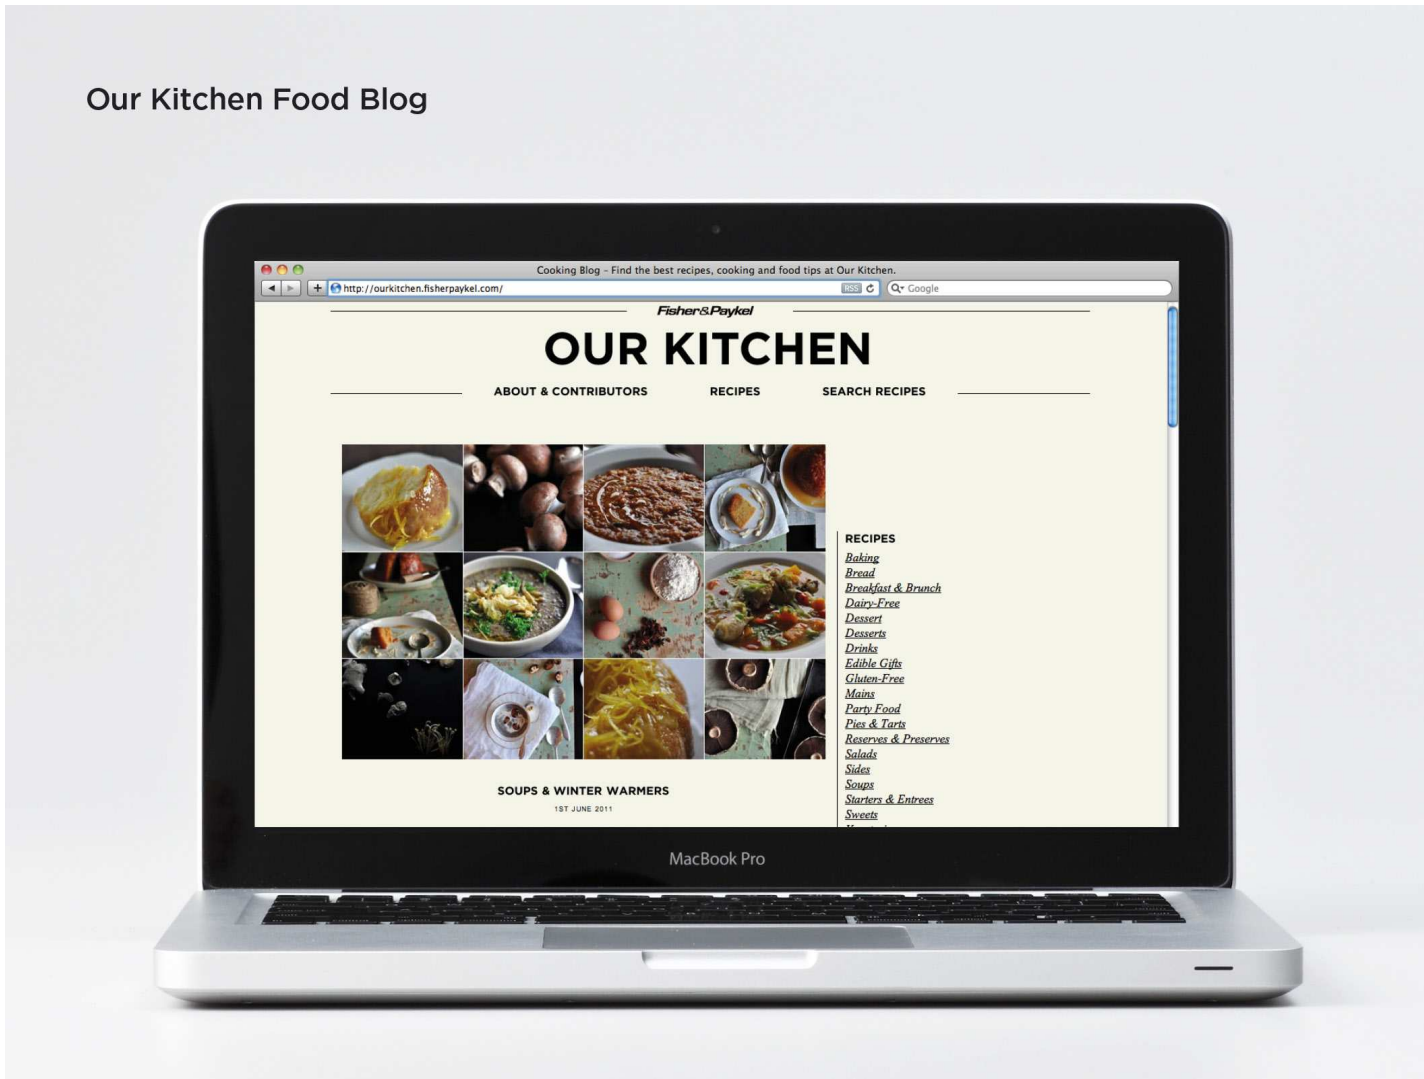 Our Kitchen Food Blog
Cooking Blog – Find the best recipes, cooking and food tips at Our Kitchen.
http://ourkitchen.fisherpaykel.com/
RSS
Google
Fisher&Paykel
OUR KITCHEN
ABOUT & CONTRIBUTORS
RECIPES
SEARCH RECIPES
RECIPES
Baking
Bread
Breakfast & Brunch
Dairy-Free
Dessert
Desserts
Drinks
Edible Gifts
Gluten-Free
Mains
Party Food
Pies & Tarts
Reserves & Preserves
Salads
Sides
Soups
Starters & Entrees
Sweets
SOUPS & WINTER WARMERS
1ST JUNE 2011
MacBook Pro